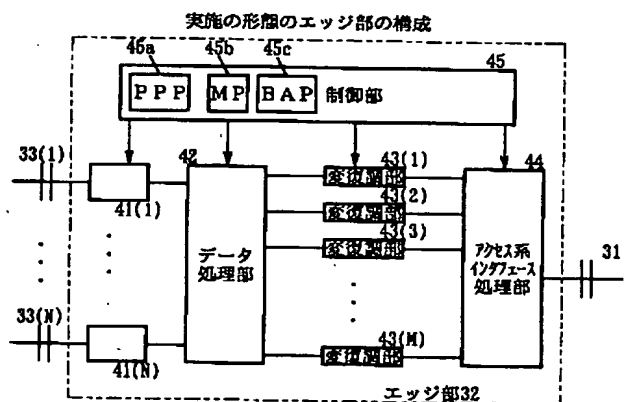 実施の形態のエッジ部の構成
46a 45b 45c
45
PPP MP BAP 制御部
33(1)
42
43(1)
44
変復調部
41(1)
43(2)
変復調部
43(3)
変復調部
データ
処理部
アクセス系
インタフェース
処理部
31
33(N)
43(M)
変復調部
41(N)
エッジ部32